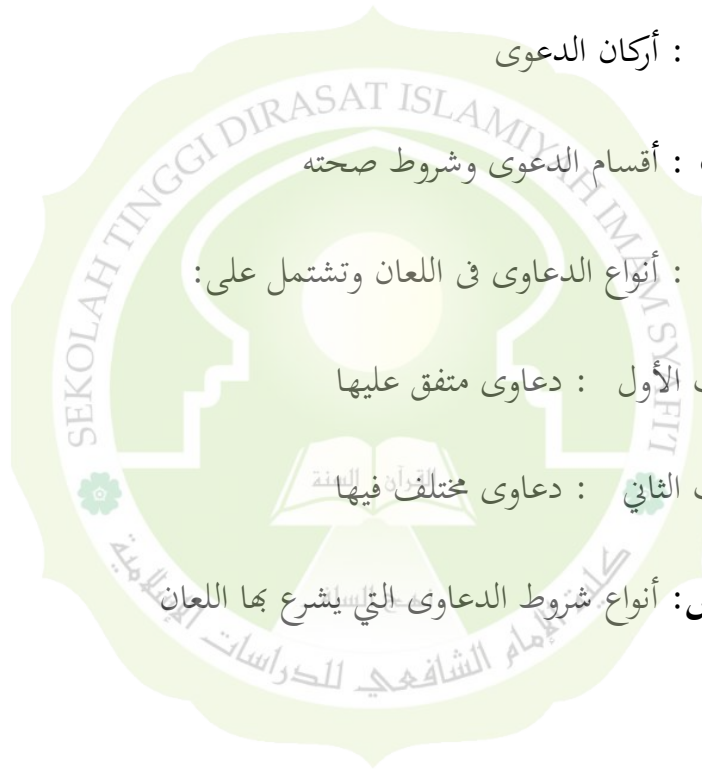 : أركان الدعوى
: أقسام الدعوى وشروط صحته
: أنواع الدعاوى فى اللعان وتشتمل على:
الأول : دعاوى متفق عليها
الثاني : دعاوى مختلف فيها
: أنواع شروط الدعاوى التي يشرع بها اللعان
SEKOLAH TINGGI DIRASAT ISLAMIYAH IMAM SYAFI'I
القرآن السنة
كلية الإمام الشافعي للدراسات الإسلامية